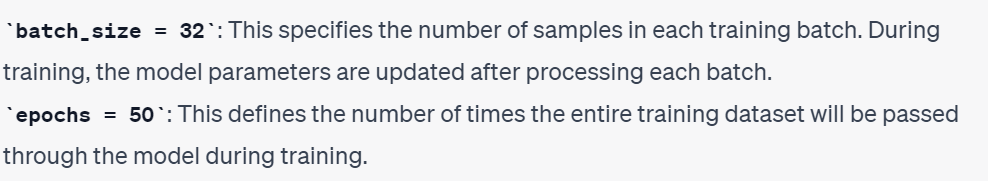 `batch_size = 32`: This specifies the number of samples in each training batch. During
training, the model parameters are updated after processing each batch.
`epochs = 50`: This defines the number of times the entire training dataset will be passed
through the model during training.